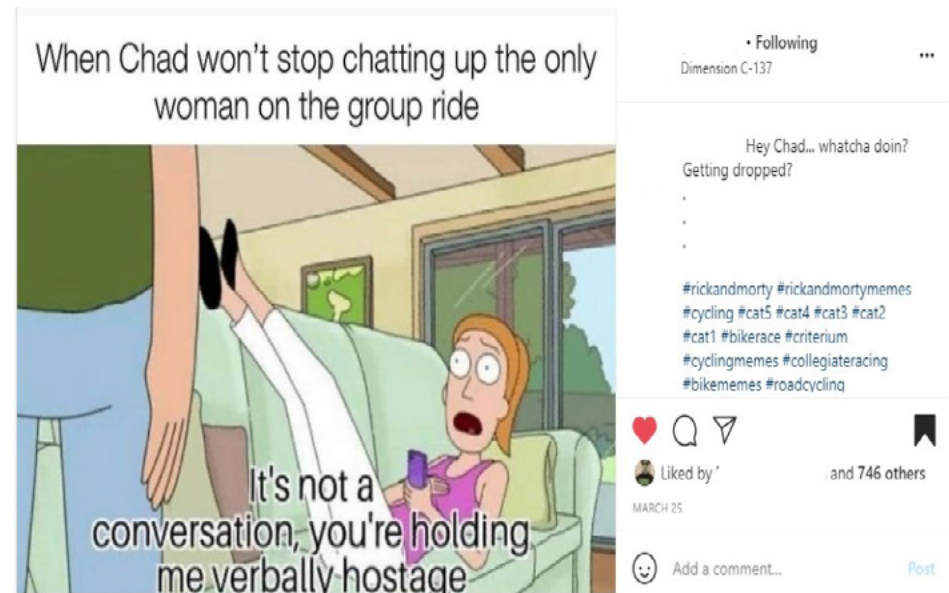 When Chad won't stop chatting up the only
woman on the group ride
It's not a
conversation, you're holding
me verbally hostage
• Following
Dimension C-137
Hey Chad... whatcha doin?
Getting dropped?
.
.
.
#rickandmorty #rickandmortymemes
#cycling #cat5 #cat4 #cat3 #cat2
#cat1 #bikerace #criterium
#cyclingmemes #collegiateracing
#bikememes #roadcycling
Liked by ' and 746 others
MARCH 25
Add a comment... Post